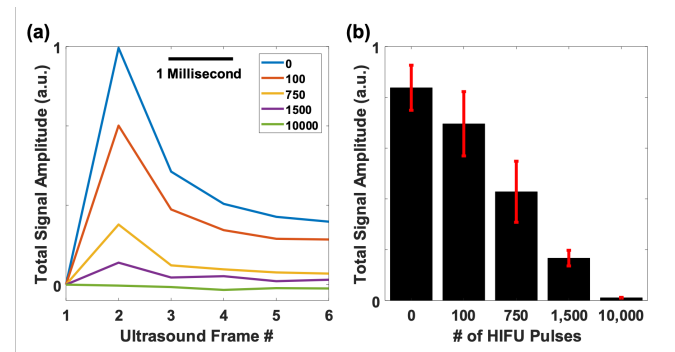 (a)
Total Signal Amplitude (a.u.)
1
0
1 Millisecond
0
100
750
1500
10000
1 2 3 4 5 6
Ultrasound Frame #
(b)
Total Signal Amplitude (a.u.)
1
0
0 100 750 1,500 10,000
# of HIFU Pulses